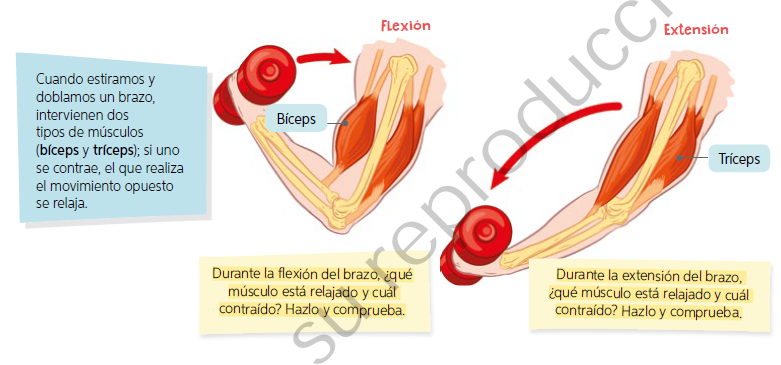 Flexión
Extensión
Cuando estiramos y
doblamos un brazo,
intervienen dos
tipos de músculos
(bíceps y tríceps); si uno
se contrae, el que realiza
el movimiento opuesto
se relaja.
Bíceps
Tríceps
Durante la flexión del brazo, ¿qué
músculo está relajado y cuál
contraído? Hazlo y comprueba.
Durante la extensión del brazo,
¿qué músculo está relajado y cuál
contraído? Hazlo y comprueba.
su reproducci